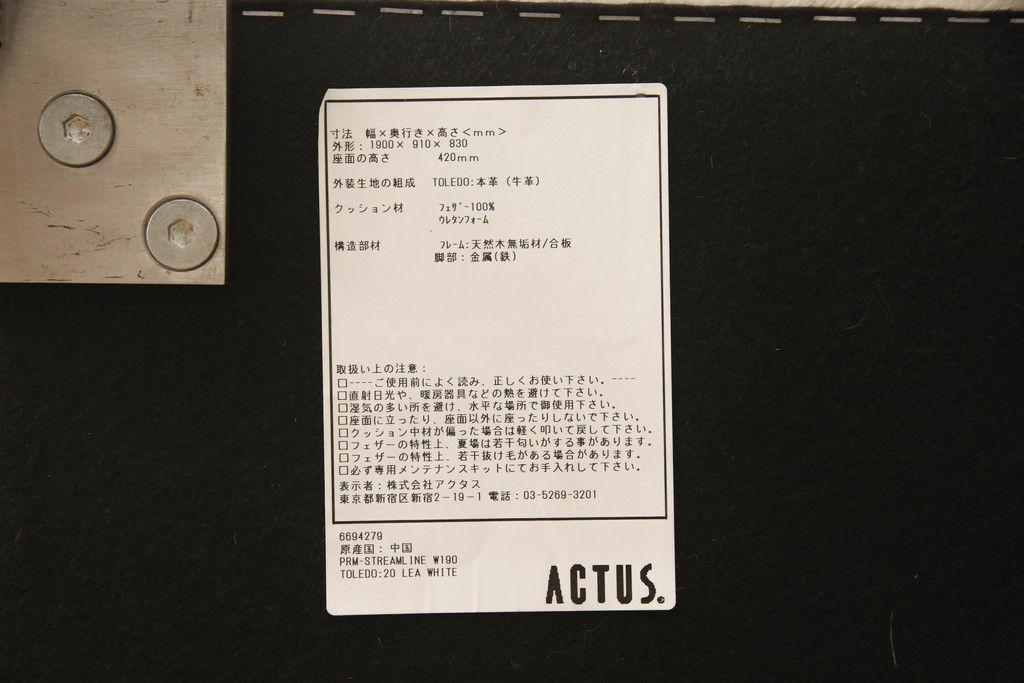 寸法 幅×奥行き×高さ<mm>
外形: 1900× 910× 830
座面の高さ 420mm
外装生地の組成 TOLEDO:本革 (牛革)
クッション材 フェザｰ-100%
ウレタンフォーム
構造部材 フレーム:天然木無垢材/合板
脚部:金属(鉄)
取扱い上の注意:
□----ご使用前によく読み、正しくお使い下さい。----
□直射日光や、暖房器具などの熱を避けて下さい。
□湿気の多い所を避け、水平な場所で御使用下さい。
□座面に立ったり、座面以外に座ったりしないで下さい。
□クッション中材が偏った場合は軽く叩いて戻して下さい。
□フェザーの特性上、夏場は若干匂いがする事があります。
□フェザーの特性上、若干抜け毛がある場合があります。
□必ず専用メンテナンスキットにてお手入れして下さい。
表示者:株式会社アクタス
東京都新宿区新宿2-19-1 電話:03-5269-3201
6694279
原産国: 中国
PRM-STREAMLINE W190
TOLEDO:20 LEA WHITE
ACTUS.